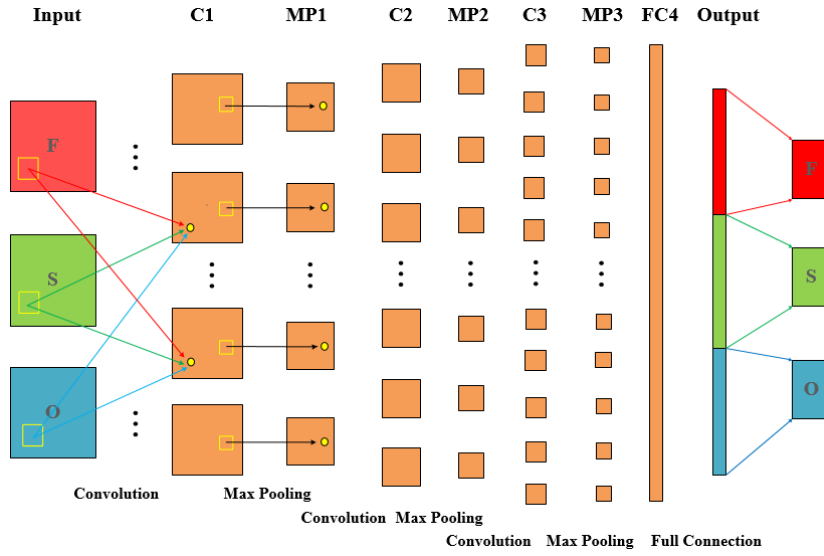 Input C1 MP1 C2 MP2 C3 MP3 FC4 Output
F
S
O
F
S
O
Convolution Max Pooling
Convolution Max Pooling
Convolution Max Pooling Full Connection